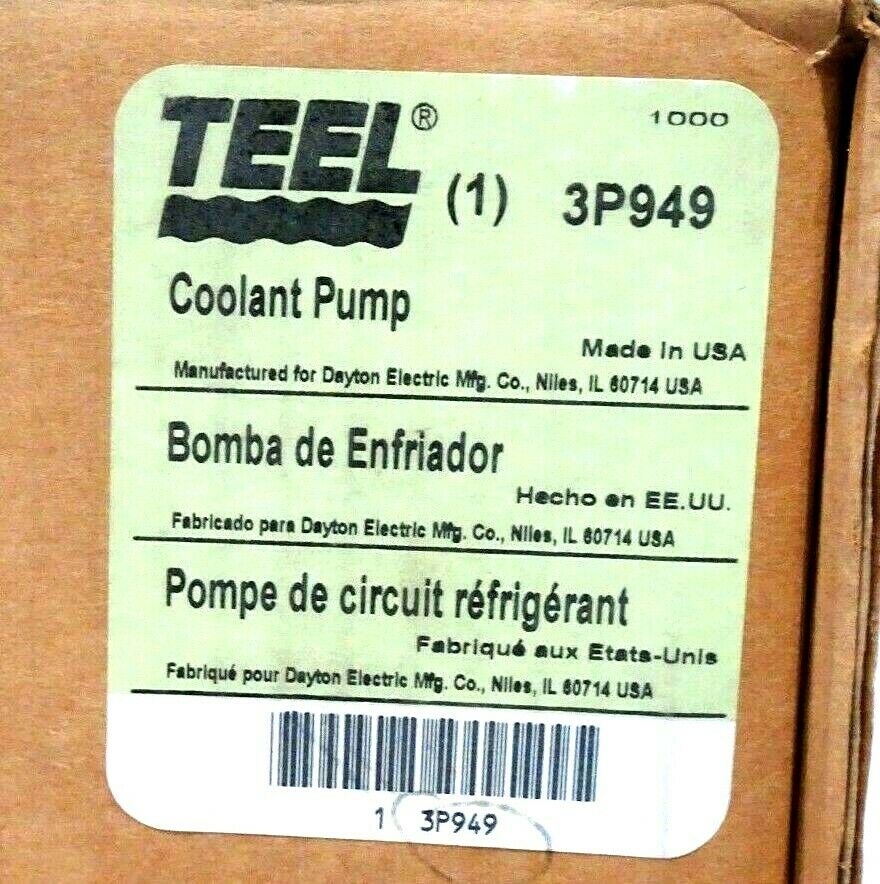 TEEL® 1000
(1) 3P949
Coolant Pump
Made in USA
Manufactured for Dayton Electric Mfg. Co., Niles, IL 60714 USA
Bomba de Enfriador
Hecho en EE.UU.
Fabricado para Dayton Electric Mfg. Co., Niles, IL 60714 USA
Pompe de circuit réfrigérant
Fabriqué aux Etats-Unis
Fabriqué pour Dayton Electric Mfg. Co., Niles, IL 60714 USA
1 3P949